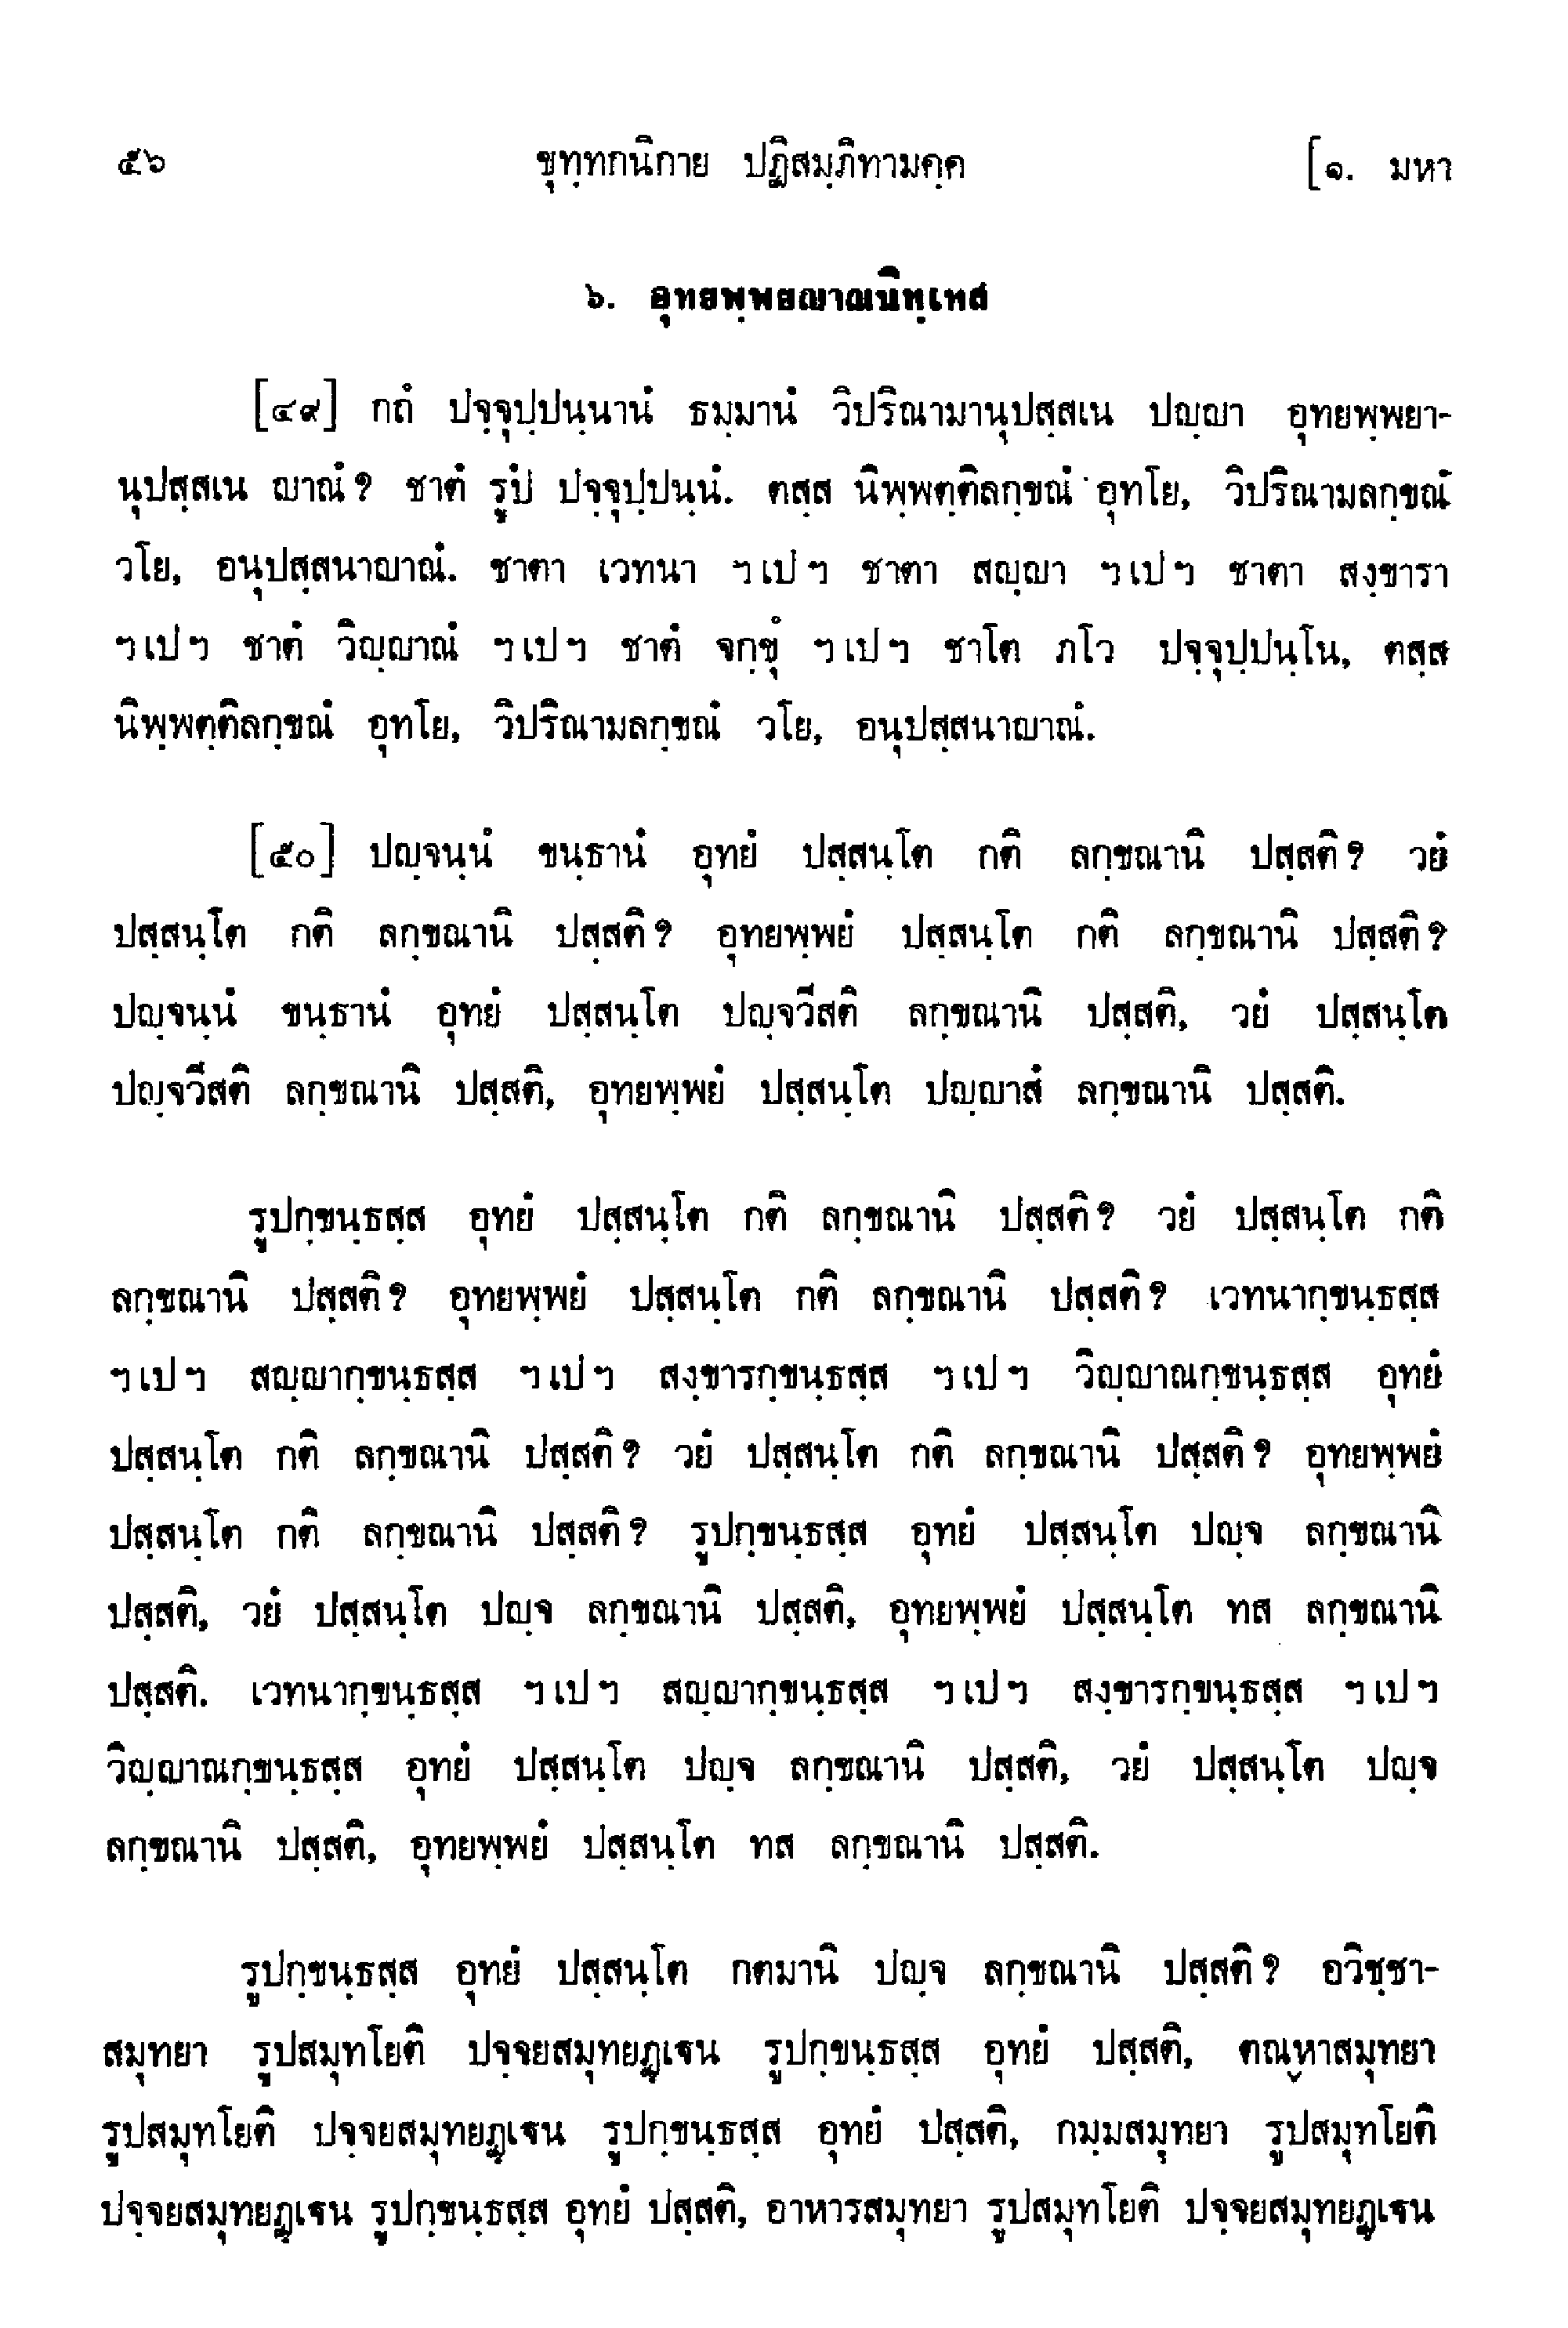 ๕๖ ขุทฺทกนิกาย ปฏิสมฺภิทามคฺค [๑. มหา
๖. อุทยพฺพยญาณนิทฺเทส
[๔๙] กถํ ปจฺจุปฺปนฺนานํ ธมฺมานํ วิปริณามานุปสฺสเน ปญฺญา อุทยพฺพยา-
นุปสฺสเน ญาณํ? ชาตํ รูปํ ปจฺจุปฺปนฺนํ. ตสฺส นิพฺพตฺติลกฺขณํ อุทโย, วิปริณามลกฺขณํ
วโย, อนุปสฺสนาญาณํ. ชาตา เวทนา ฯเปฯ ชาตา สญฺญา ฯเปฯ ชาตา สงฺขารา
ฯเปฯ ชาตํ วิญฺญาณํ ฯเปฯ ชาตํ จกฺขุํ ฯเปฯ ชาโต ภโว ปจฺจุปฺปนฺโน, ตสฺส
นิพฺพตฺติลกฺขณํ อุทโย, วิปริณามลกฺขณํ วโย, อนุปสฺสนาญาณํ.
[๕๐] ปญฺจนฺนํ ขนฺธานํ อุทยํ ปสฺสนฺโต กติ ลกฺขณานิ ปสฺสติ? วยํ
ปสฺสนฺโต กติ ลกฺขณานิ ปสฺสติ? อุทยพฺพยํ ปสฺสนฺโต กติ ลกฺขณานิ ปสฺสติ?
ปญฺจนฺนํ ขนฺธานํ อุทยํ ปสฺสนฺโต ปญฺจวีสติ ลกฺขณานิ ปสฺสติ, วยํ ปสฺสนฺโต
ปญฺจวีสติ ลกฺขณานิ ปสฺสติ, อุทยพฺพยํ ปสฺสนฺโต ปญฺญาสํ ลกฺขณานิ ปสฺสติ.
รูปกฺขนฺธสฺส อุทยํ ปสฺสนฺโต กติ ลกฺขณานิ ปสฺสติ? วยํ ปสฺสนฺโต กติ
ลกฺขณานิ ปสฺสติ? อุทยพฺพยํ ปสฺสนฺโต กติ ลกฺขณานิ ปสฺสติ? เวทนากฺขนฺธสฺส
ฯเปฯ สญฺญากฺขนฺธสฺส ฯเปฯ สงฺขารกฺขนฺธสฺส ฯเปฯ วิญฺญาณกฺขนฺธสฺส อุทยํ
ปสฺสนฺโต กติ ลกฺขณานิ ปสฺสติ? วยํ ปสฺสนฺโต กติ ลกฺขณานิ ปสฺสติ? อุทยพฺพยํ
ปสฺสนฺโต กติ ลกฺขณานิ ปสฺสติ? รูปกฺขนฺธสฺส อุทยํ ปสฺสนฺโต ปญฺจ ลกฺขณานิ
ปสฺสติ, วยํ ปสฺสนฺโต ปญฺจ ลกฺขณานิ ปสฺสติ, อุทยพฺพยํ ปสฺสนฺโต ทส ลกฺขณานิ
ปสฺสติ. เวทนากฺขนฺธสฺส ฯเปฯ สญฺญากฺขนฺธสฺส ฯเปฯ สงฺขารกฺขนฺธสฺส ฯเปฯ
วิญฺญาณกฺขนฺธสฺส อุทยํ ปสฺสนฺโต ปญฺจ ลกฺขณานิ ปสฺสติ, วยํ ปสฺสนฺโต ปญฺจ
ลกฺขณานิ ปสฺสติ, อุทยพฺพยํ ปสฺสนฺโต ทส ลกฺขณานิ ปสฺสติ.
รูปกฺขนฺธสฺส อุทยํ ปสฺสนฺโต กตมานิ ปญฺจ ลกฺขณานิ ปสฺสติ? อวิชฺชา-
สมุทยา รูปสมุทโยติ ปจฺจยสมุทยฏฺเฐน รูปกฺขนฺธสฺส อุทยํ ปสฺสติ, ตณฺหาสมุทยา
รูปสมุทโยติ ปจฺจยสมุทยฏฺเฐน รูปกฺขนฺธสฺส อุทยํ ปสฺสติ, กมฺมสมุทยา รูปสมุทโยติ
ปจฺจยสมุทยฏฺเฐน รูปกฺขนฺธสฺส อุทยํ ปสฺสติ, อาหารสมุทยา รูปสมุทโยติ ปจฺจยสมุทยฏฺเฐน